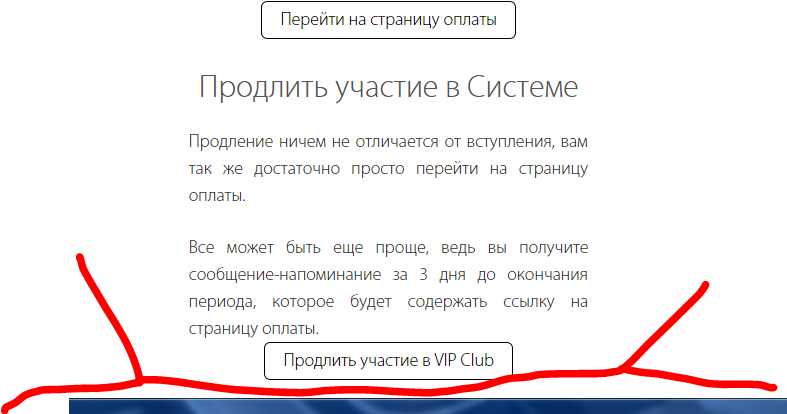 Перейти на страницу оплаты
Продлить участие в Системе
Продление ничем не отличается от вступления, вам
так же достаточно просто перейти на страницу
оплаты.
Все может быть еще проще, ведь вы получите
сообщение-напоминание за 3 дня до окончания
периода, которое будет содержать ссылку на
страницу оплаты.
Продлить участие в VIP Club